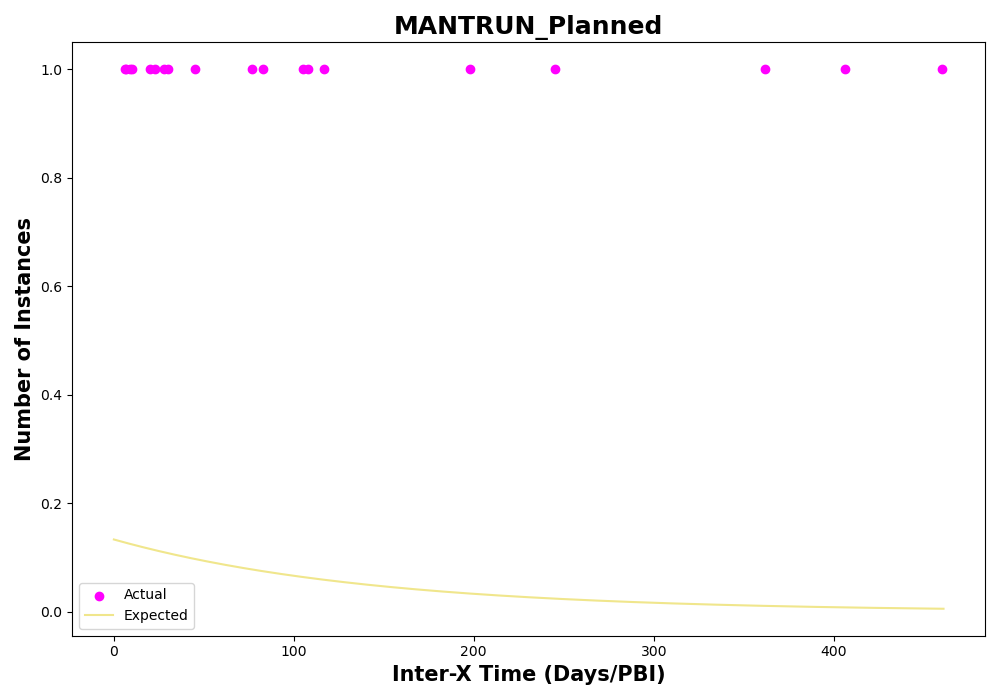 MANTRUN_Planned
Number of Instances
1.0
0.8
0.6
0.4
0.2
0.0
Actual
Expected
0 100 200 300 400
Inter-X Time (Days/PBI)